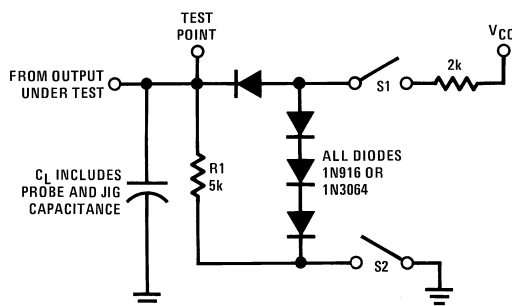 TEST
POINT
VCC
FROM OUTPUT
UNDER TEST
S1
2k
R1
5k
ALL DIODES
1N916 OR
1N3064
CL INCLUDES
PROBE AND JIG
CAPACITANCE
S2